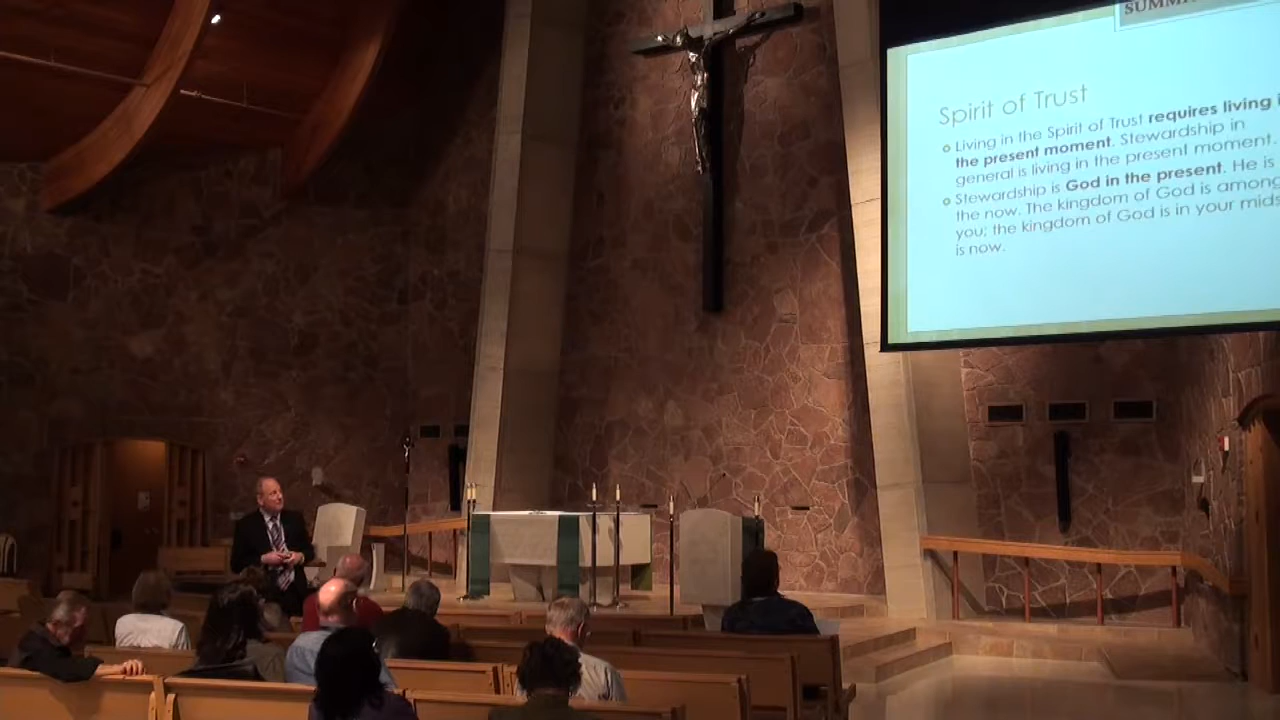 Spirit of Trust
Living in the Spirit of Trust requires living
the present moment. Stewardship in
general is living in the present moment.
Stewardship is God in the present. He is
the now. The kingdom of God is among
you; the kingdom of God is in your mids
is now.